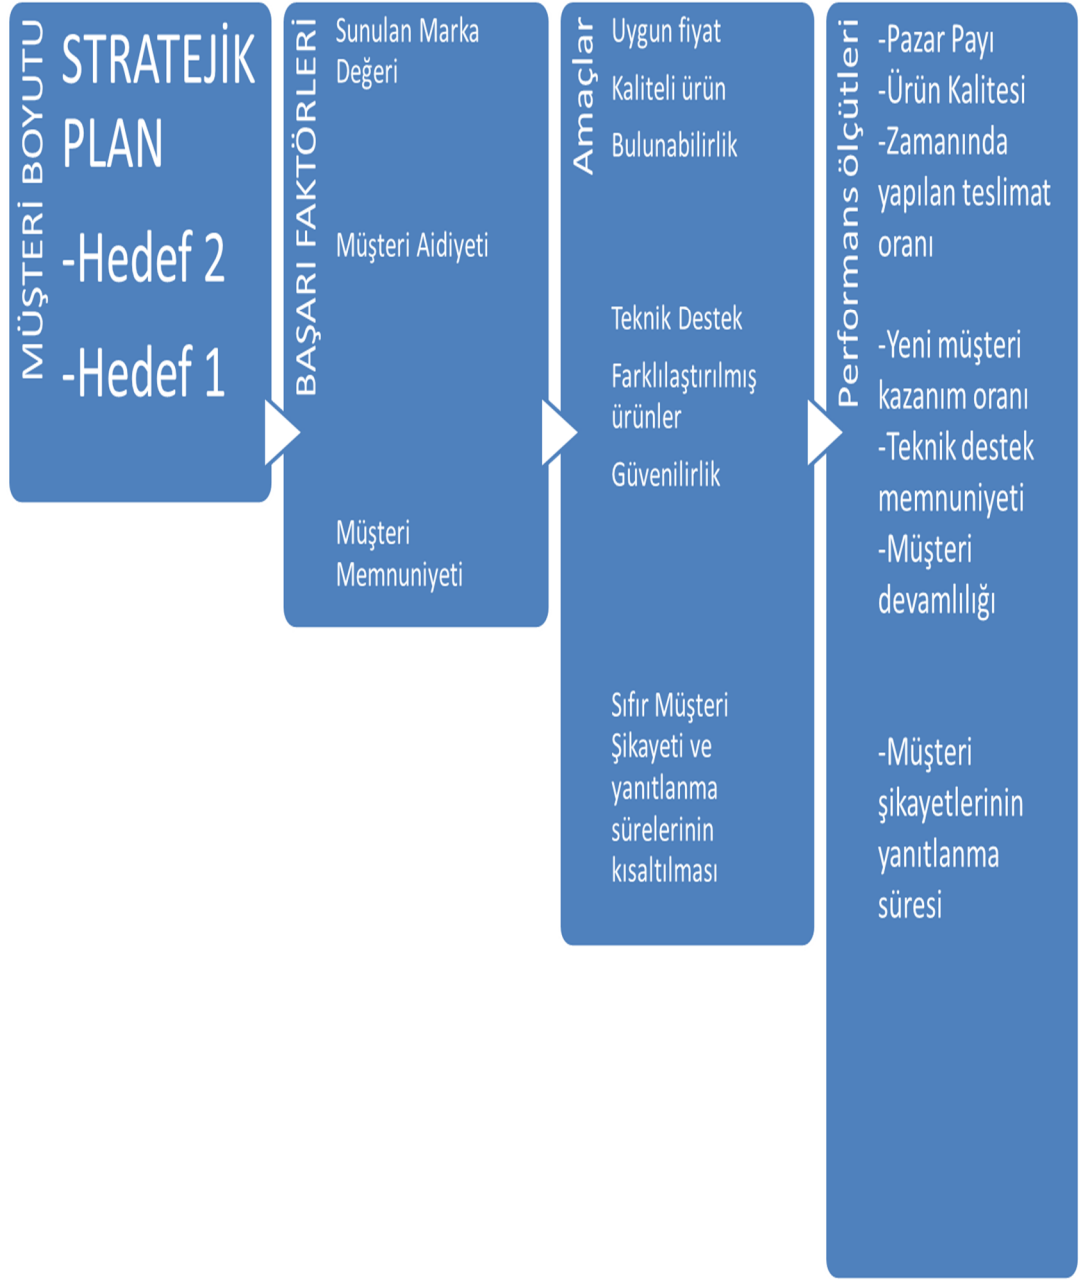 MÜŞTERİ BOYUTU
STRATEJİK
PLAN
-Hedef 2
-Hedef 1
BAŞARI FAKTÖRLERİ
Sunulan Marka
Değeri
Müşteri Aidiyeti
Müşteri
Memnuniyeti
Amaçlar
Uygun fiyat
Kaliteli ürün
Bulunabilirlik
Teknik Destek
Farklılaştırılmış
ürünler
Güvenilirlik
Sıfır Müşteri
Şikayeti ve
yanıtlanma
sürelerinin
kısaltılması
Performans ölçütleri
-Pazar Payı
-Ürün Kalitesi
-Zamanında
yapılan teslimat
oranı
-Yeni müşteri
kazanım oranı
-Teknik destek
memnuniyeti
-Müşteri
devamlılığı
-Müşteri
şikayetlerinin
yanıtlanma
süresi